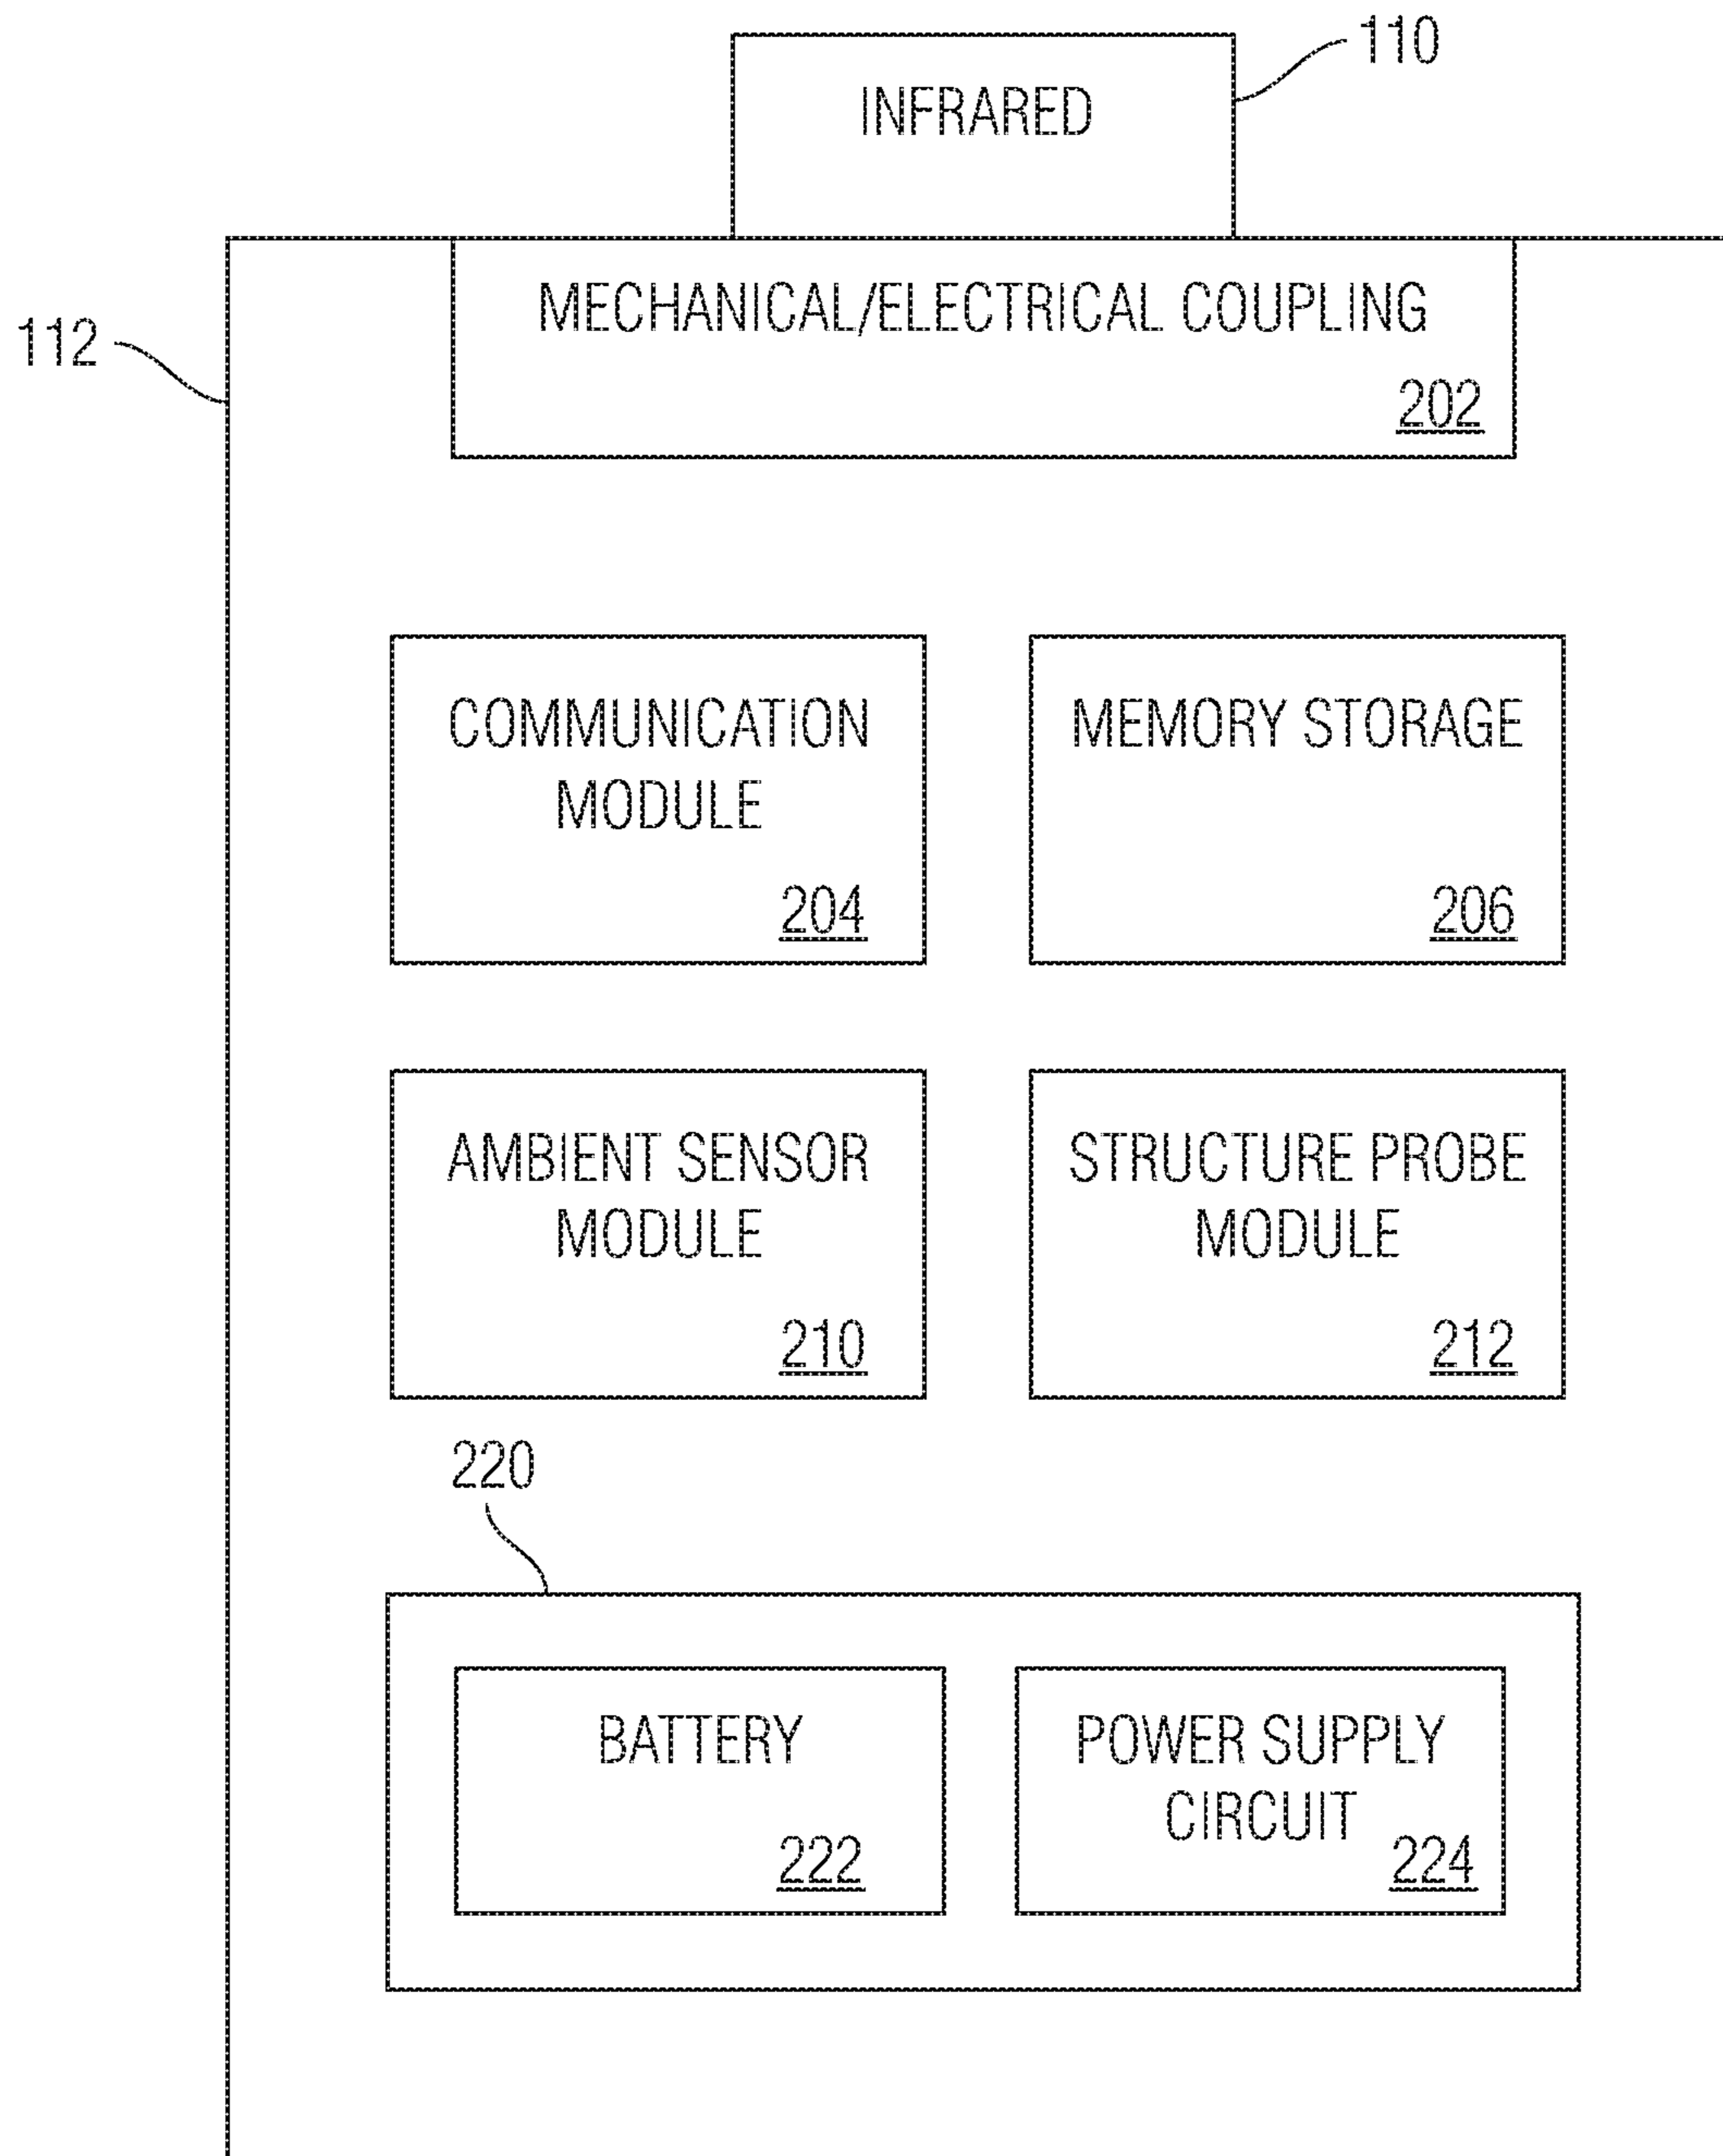 110
INFRARED
MECHANICAL/ELECTRICAL COUPLING
112
202
COMMUNICATION
MODULE
204
MEMORY STORAGE
206
AMBIENT SENSOR
MODULE
210
STRUCTURE PROBE
MODULE
212
220
BATTERY
222
POWER SUPPLY
CIRCUIT
224